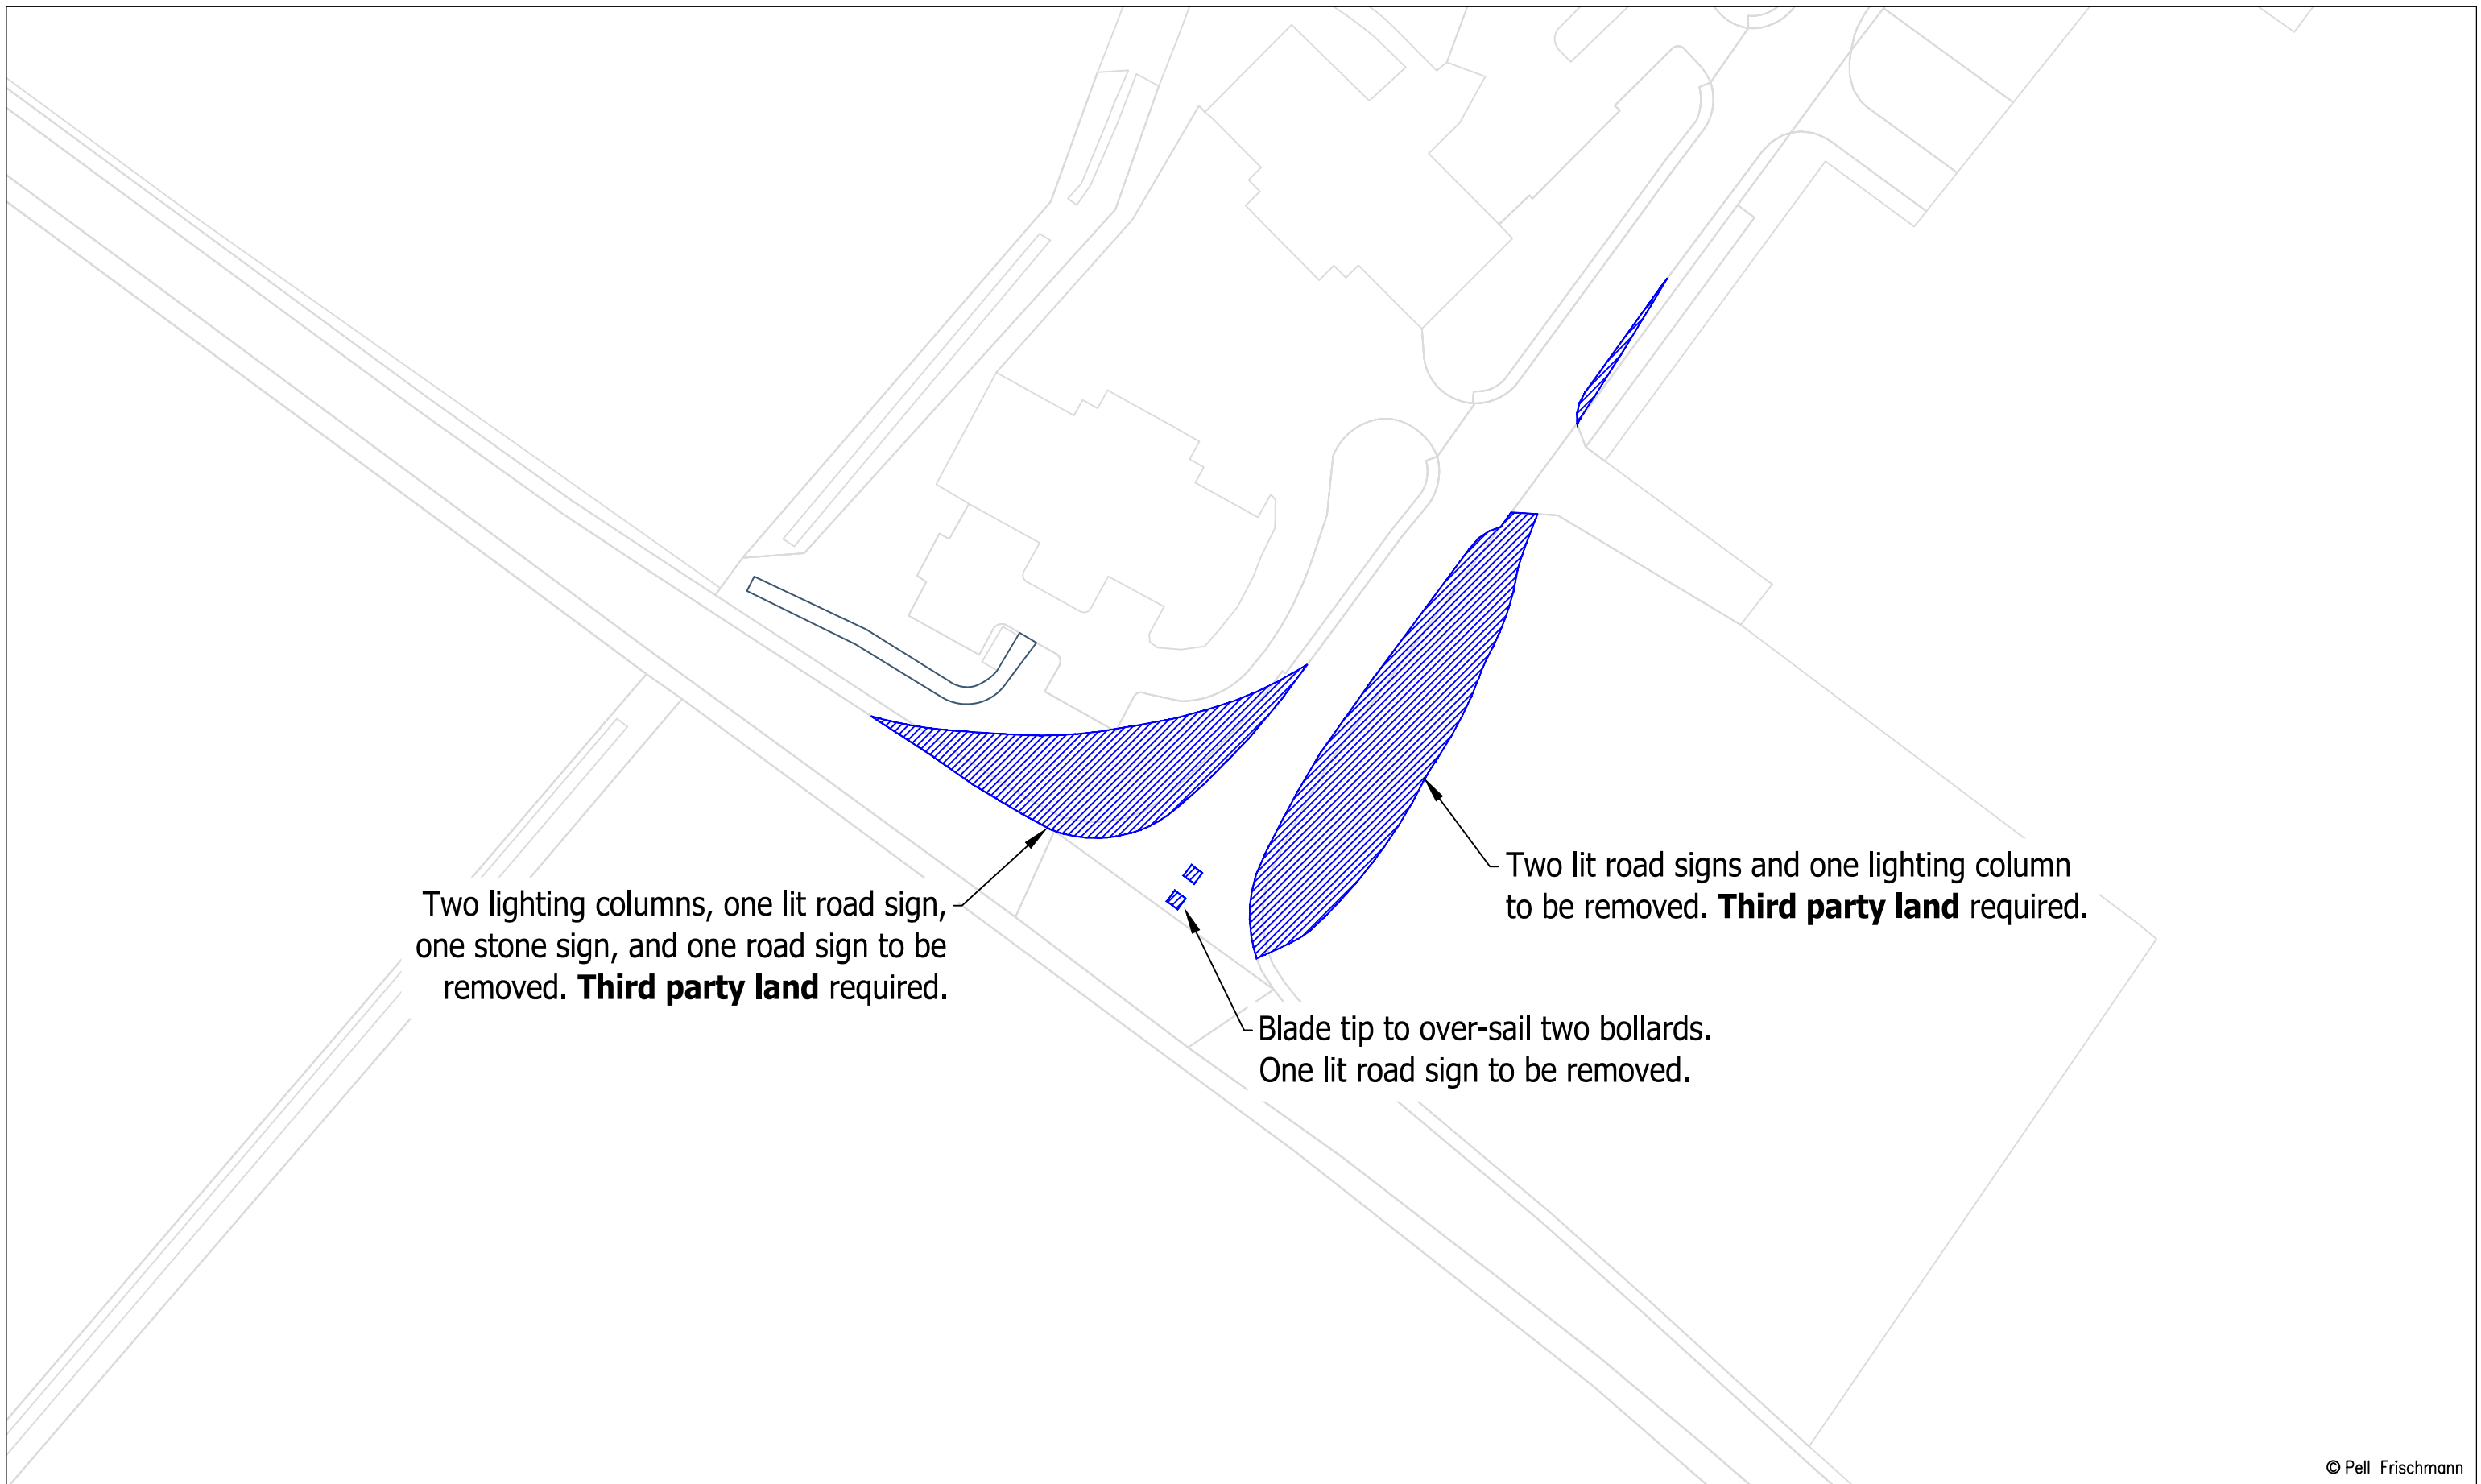 Two lighting columns, one lit road sign,
one stone sign, and one road sign to be
removed. Third party land required.
Two lit road signs and one lighting column
to be removed. Third party land required.
Blade tip to over-sail two bollards.
One lit road sign to be removed.
© Pell Frischmann